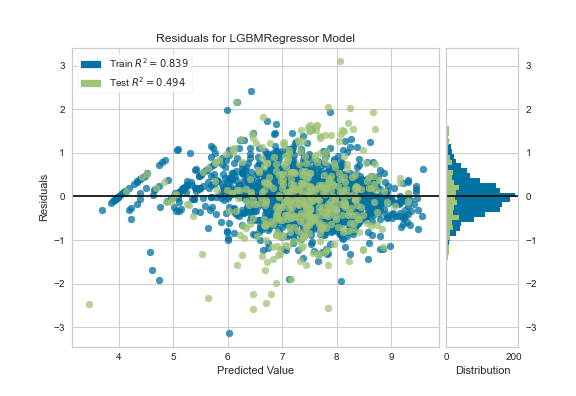 Residuals for LGBMRegressor Model
Train R² = 0.839
Test R² = 0.494
Residuals
3
2
1
0
−1
−2
−3
4 5 6 7 8 9
Predicted Value
3
2
1
0
−1
−2
−3
0 200
Distribution